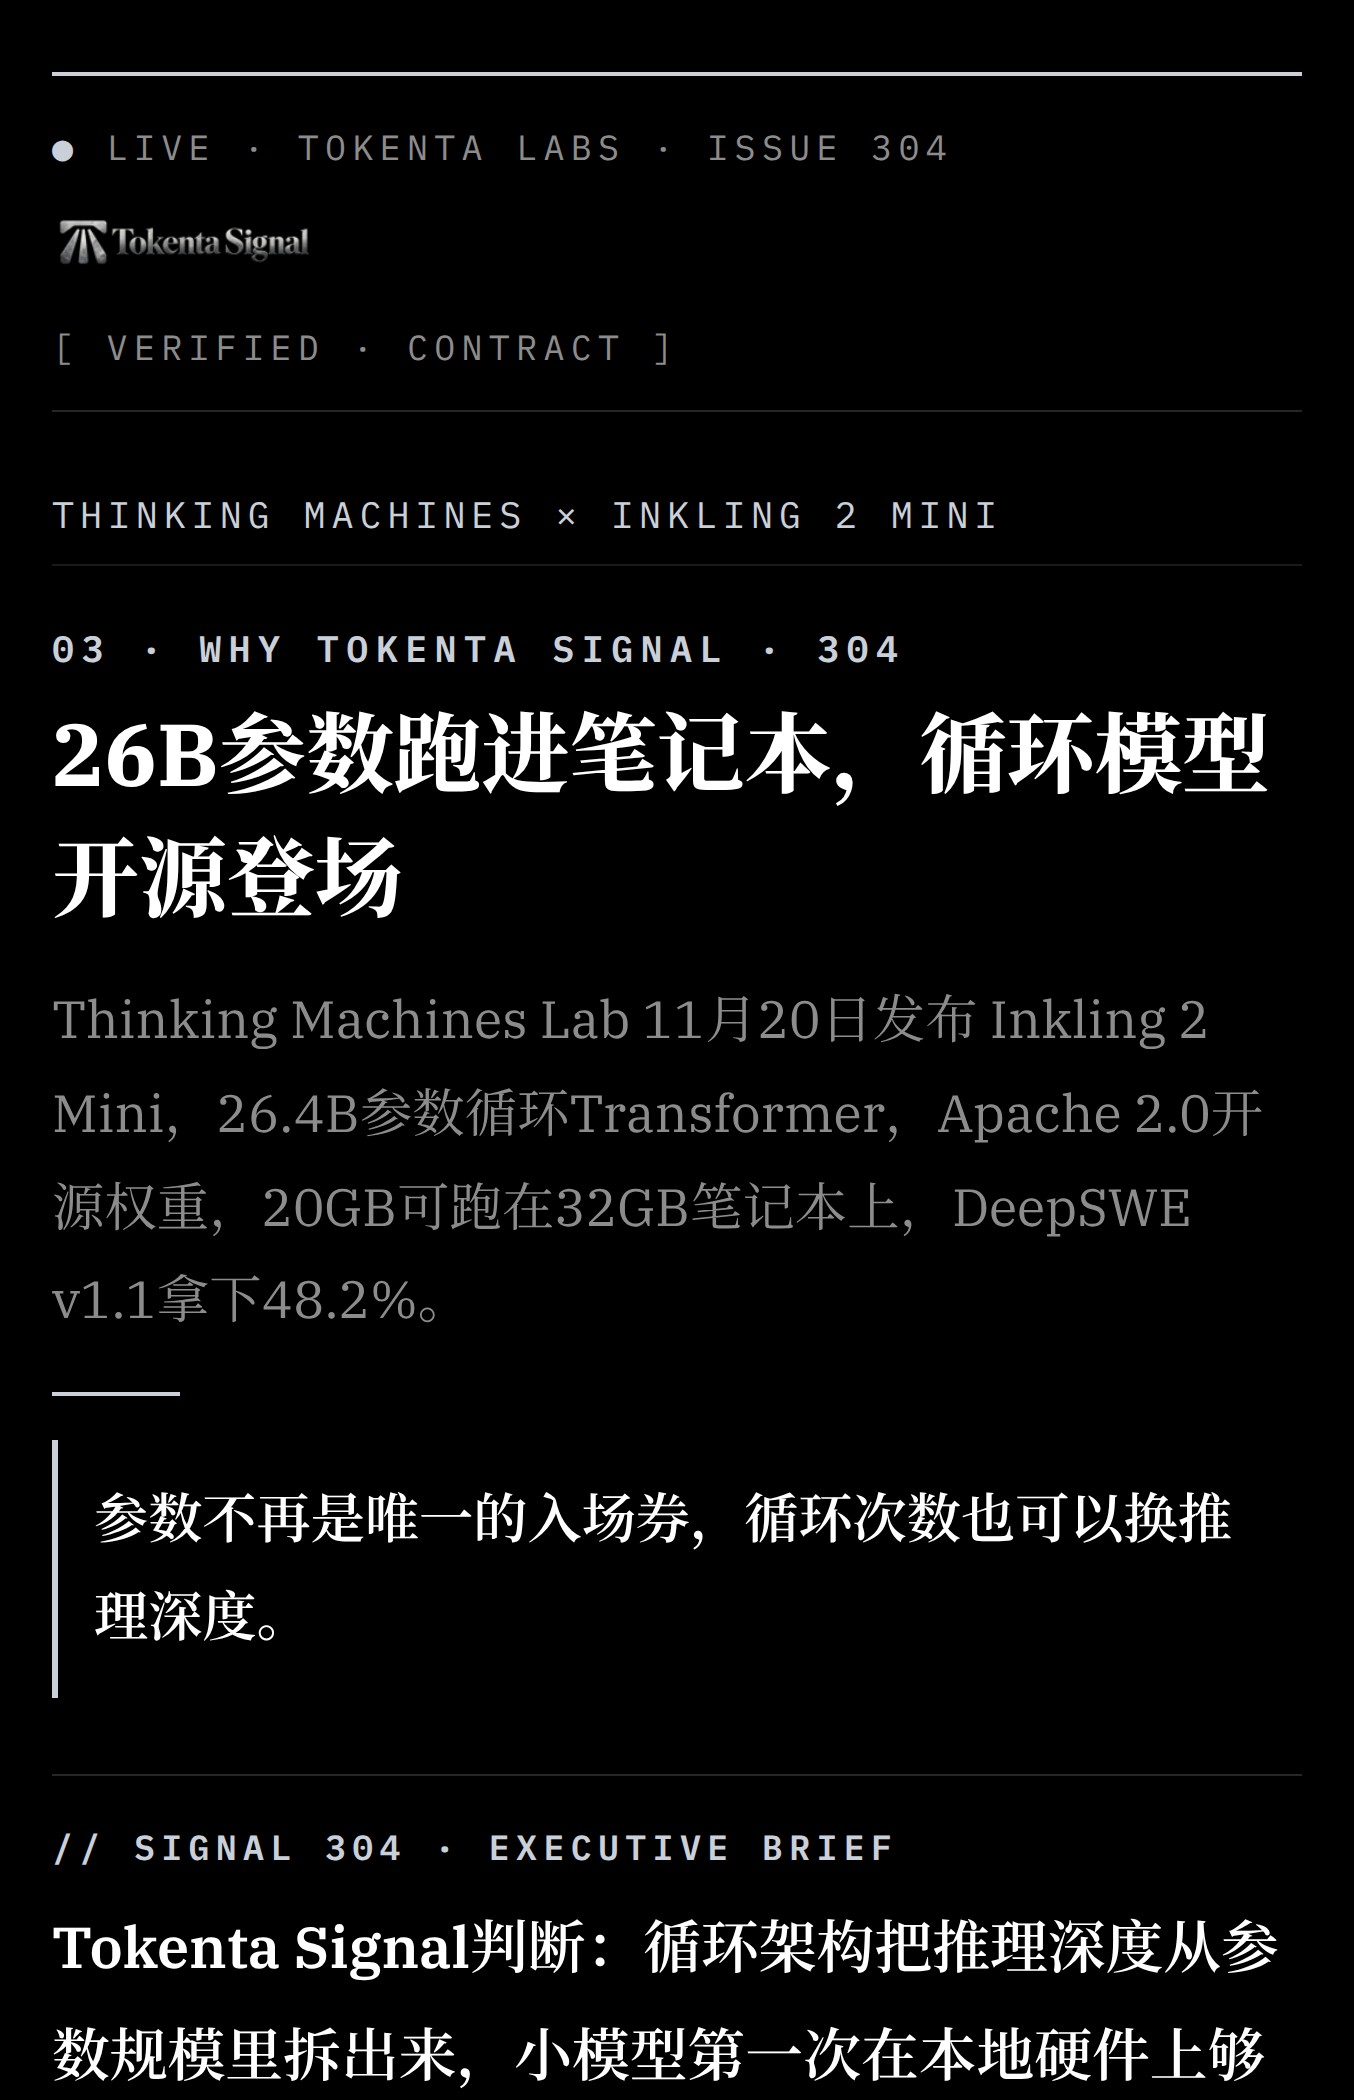 ● LIVE · TOKENTA LABS · ISSUE 304
Tokenta Signal
[ VERIFIED · CONTRACT ]
THINKING MACHINES × INKLING 2 MINI
03 · WHY TOKENTA SIGNAL · 304
26B参数跑进笔记本，循环模型
开源登场
Thinking Machines Lab 11月20日发布 Inkling 2
Mini，26.4B参数循环Transformer，Apache 2.0开
源权重，20GB可跑在32GB笔记本上，DeepSWE
v1.1拿下48.2%。
参数不再是唯一的入场券，循环次数也可以换推
理深度。
// SIGNAL 304 · EXECUTIVE BRIEF
Tokenta Signal判断：循环架构把推理深度从参
数规模里拆出来，小模型第一次在本地硬件上够